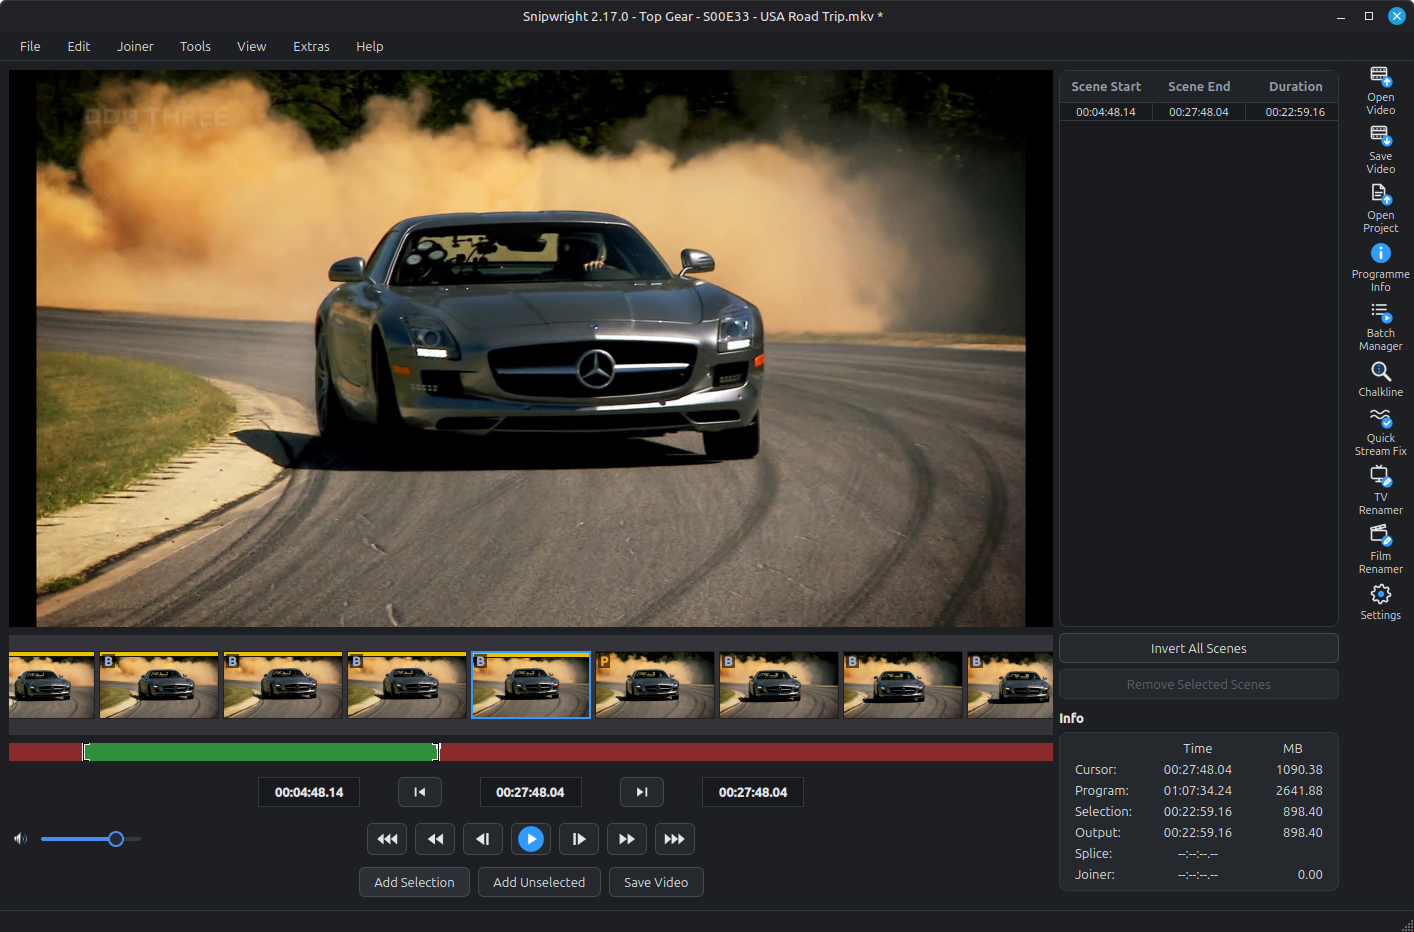 Snipwright 2.17.0 - Top Gear - S00E33 - USA Road Trip.mkv *
File Edit Joiner Tools View Extras Help
BBC THREE
Scene Start Scene End Duration
00:04:48.14 00:27:48.04 00:22:59.16
Open
Video
Save
Video
Open
Project
Programme
Info
Batch
Manager
Chalkline
Quick
Stream Fix
TV
Renamer
Film
Renamer
Settings
B B B B P B B B
Invert All Scenes
Remove Selected Scenes
Info
Time MB
Cursor: 00:27:48.04 1090.38
Program: 01:07:34.24 2641.88
Selection: 00:22:59.16 898.40
Output: 00:22:59.16 898.40
Splice: --:--:--.--
Joiner: --:--:--.-- 0.00
00:04:48.14 00:27:48.04 00:27:48.04
Add Selection Add Unselected Save Video